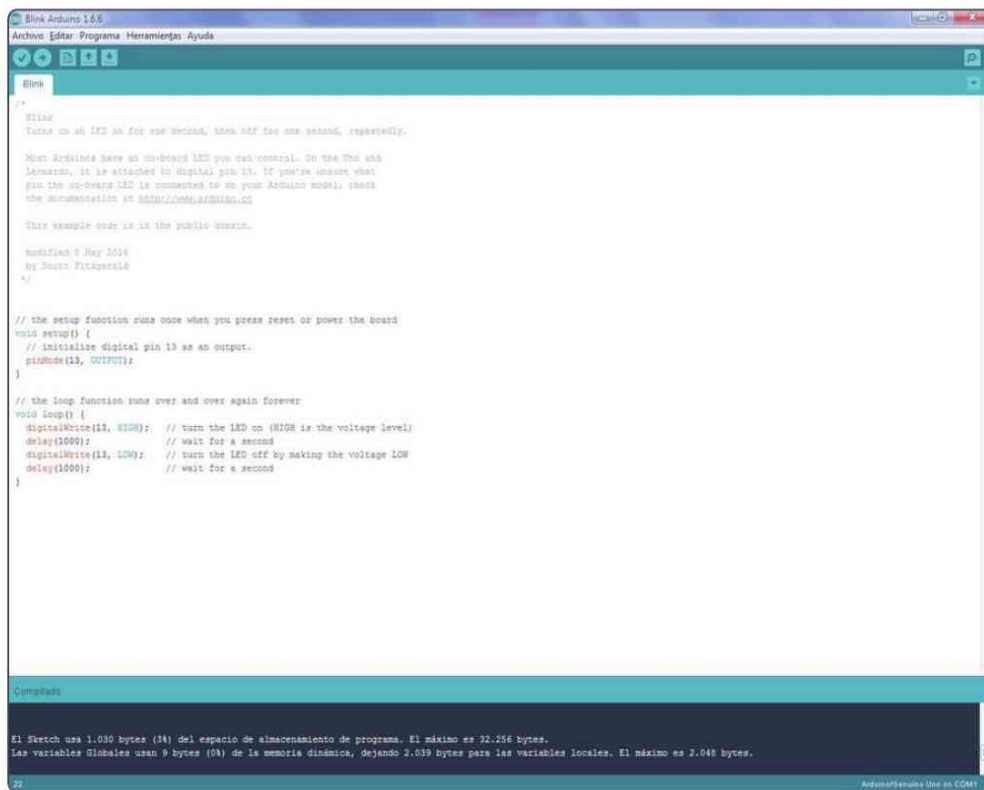 Blink Arduino 1.6.6
Archivo Editar Programa Herramientas Ayuda
Blink
/*
Blink
Turns on an LED on for one second, then off for one second, repeatedly.
Most Arduinos have an on-board LED you can control. On the Uno and
Leonardo, it is attached to digital pin 13. If you're unsure what
pin the on-board LED is connected to on your Arduino model, check
the documentation at http://www.arduino.cc
This example code is in the public domain.
modified 8 May 2014
by Scott Fitzgerald
*/
// the setup function runs once when you press reset or power the board
void setup() {
// initialize digital pin 13 as an output.
pinMode(13, OUTPUT);
}
// the loop function runs over and over again forever
void loop() {
digitalWrite(13, HIGH); // turn the LED on (HIGH is the voltage level)
delay(1000); // wait for a second
digitalWrite(13, LOW); // turn the LED off by making the voltage LOW
delay(1000); // wait for a second
}
Compilado
El Sketch usa 1.030 bytes (3%) del espacio de almacenamiento de programa. El máximo es 32.256 bytes.
Las variables Globales usan 9 bytes (0%) de la memoria dinámica, dejando 2.039 bytes para las variables locales. El máximo es 2.048 bytes.
22
Arduino/Genuino Uno en COM1